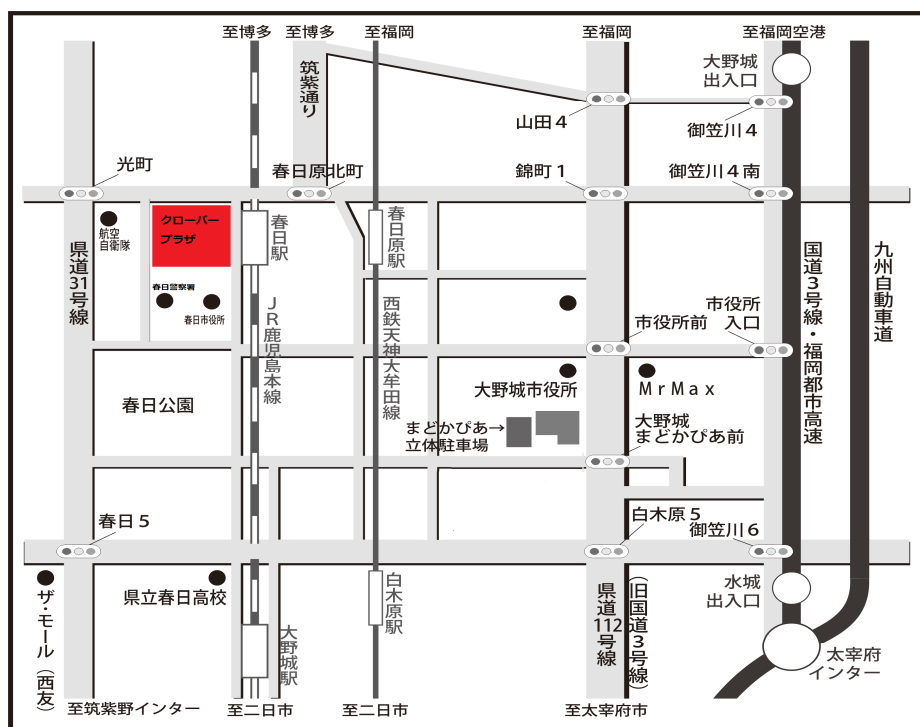 至博多
至博多
至福岡
至福岡
至福岡空港
大野城
出入口
筑紫通り
山田4
御笠川4
光町
春日原北町
錦町1
御笠川4南
航空
自衛隊
クローバー
プラザ
春日駅
春日原駅
県道31号線
国道3号線・福岡都市高速
九州自動車道
春日警察署
春日市役所
JR鹿児島本線
西鉄天神大牟田線
市役所前
市役所
入口
春日公園
大野城市役所
MrMax
まどかぴあ→
立体駐車場
大野城
まどかぴあ前
春日5
白木原5
御笠川6
ザ・モール(西友)
県立春日高校
大野城駅
白木原駅
県道112号線
(旧国道3号線)
水城
出入口
太宰府
インター
至筑紫野インター
至二日市
至二日市
至太宰府市